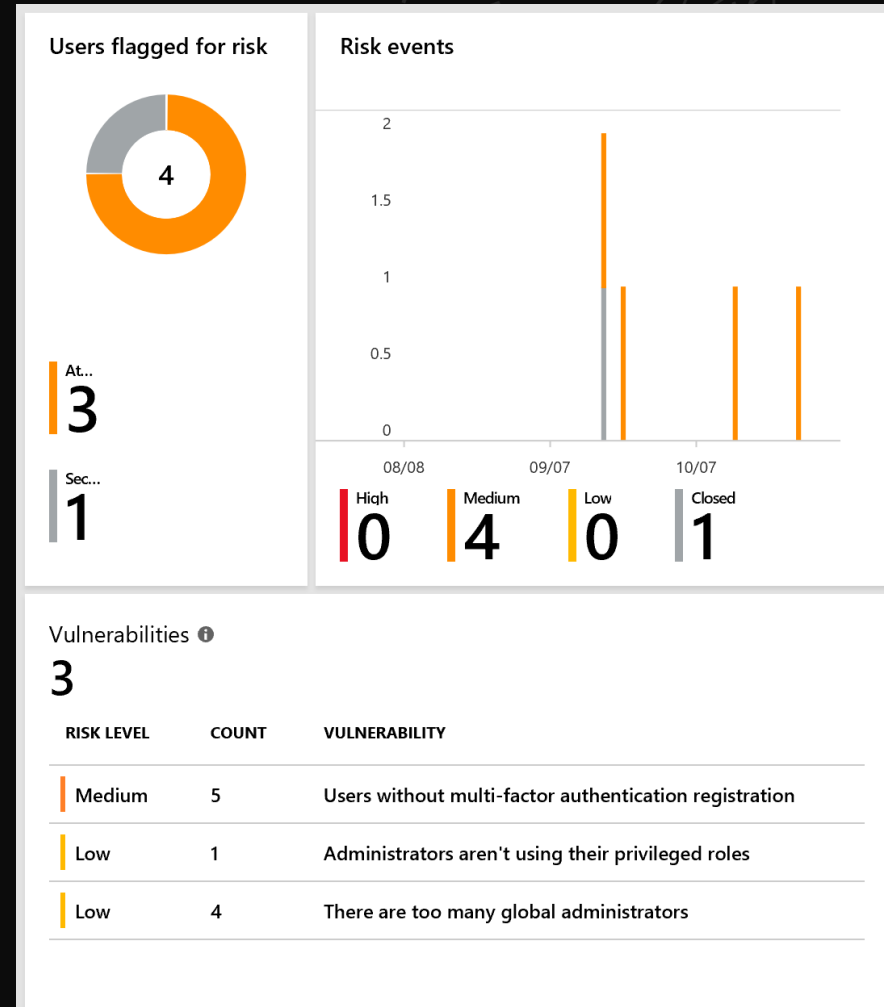 Users flagged for risk
4
At...
3
Sec...
1
Risk events
2
1.5
1
0.5
0
08/08 09/07 10/07
High Medium Low Closed
0 4 0 1
Vulnerabilities
3
RISK LEVEL COUNT VULNERABILITY
Medium 5 Users without multi-factor authentication registration
Low 1 Administrators aren't using their privileged roles
Low 4 There are too many global administrators